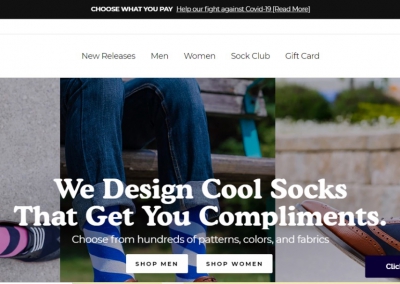 CHOOSE WHAT YOU PAY Help our fight against Covid-19 [Read More]
New Releases Men Women Sock Club Gift Card
We Design Cool Socks
That Get You Compliments.
Choose from hundreds of patterns, colors, and fabrics
SHOP MEN SHOP WOMEN